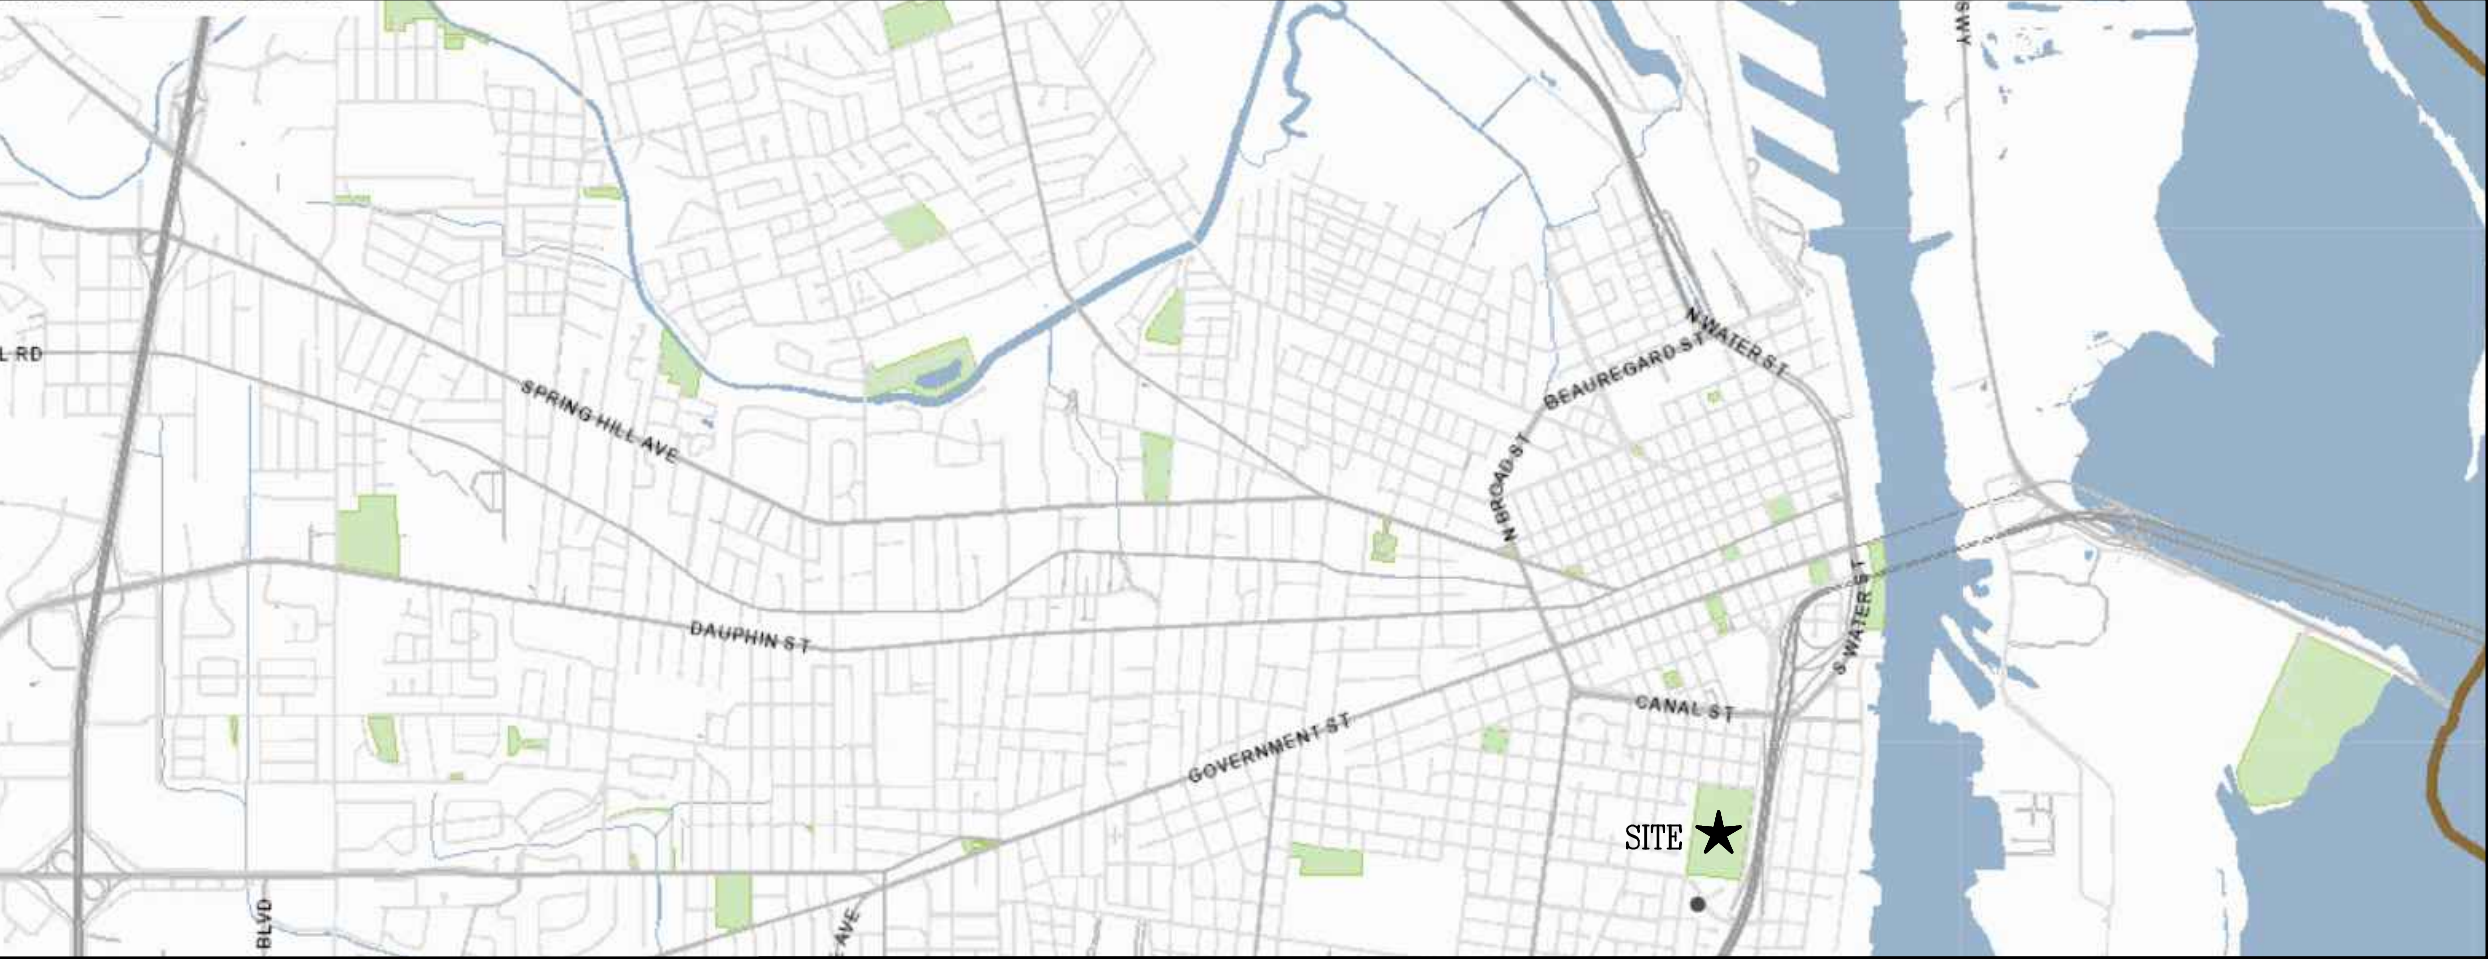 SWY
N WATER ST
L RD
BEAUREGARD ST
SPRING HILL AVE
N BROAD ST
DAUPHIN ST
S WATER ST
CANAL ST
GOVERNMENT ST
SITE
BLVD
AVE